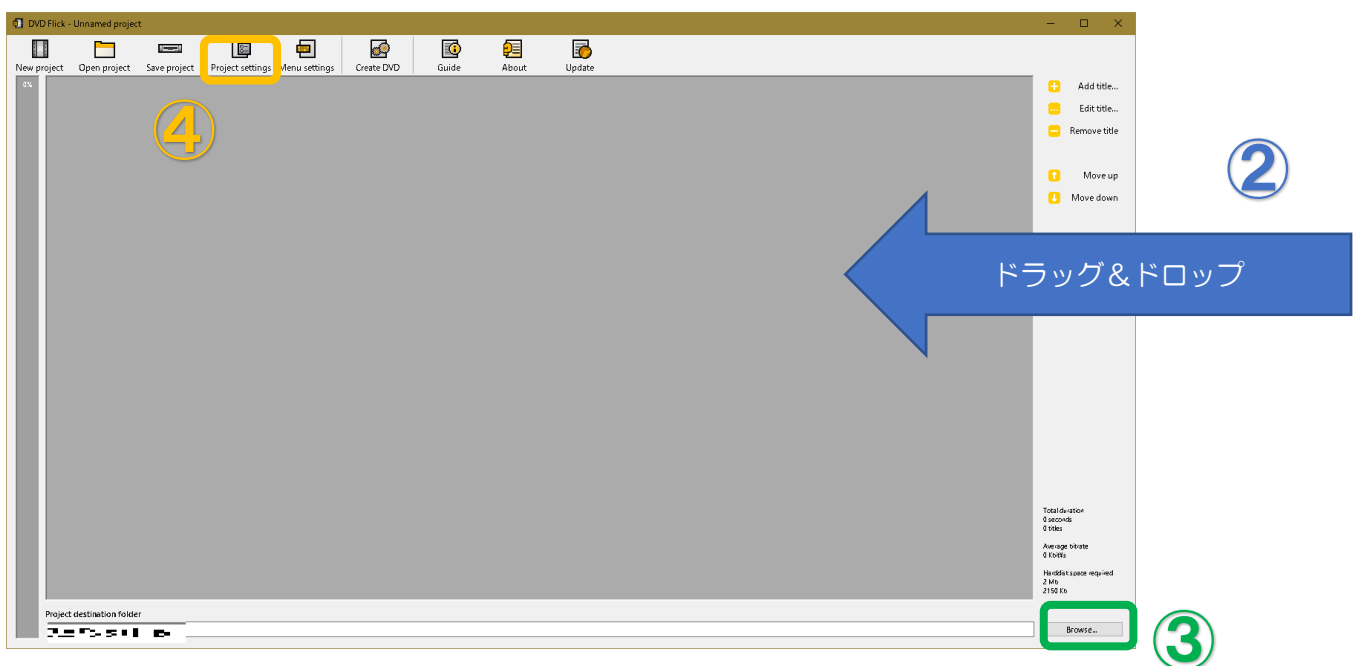 DVD Flick - Unnamed project
New project Open project Save project Project settings Menu settings Create DVD Guide About Update
0%
④
Add title...
Edit title...
Remove title
②
Move up
Move down
ドラッグ＆ドロップ
Total duration
0 seconds
0 titles
Average bitrate
0 Kbit/s
Harddisk space required
2 Mb
2150 Kb
Project destination folder
Browse...
③